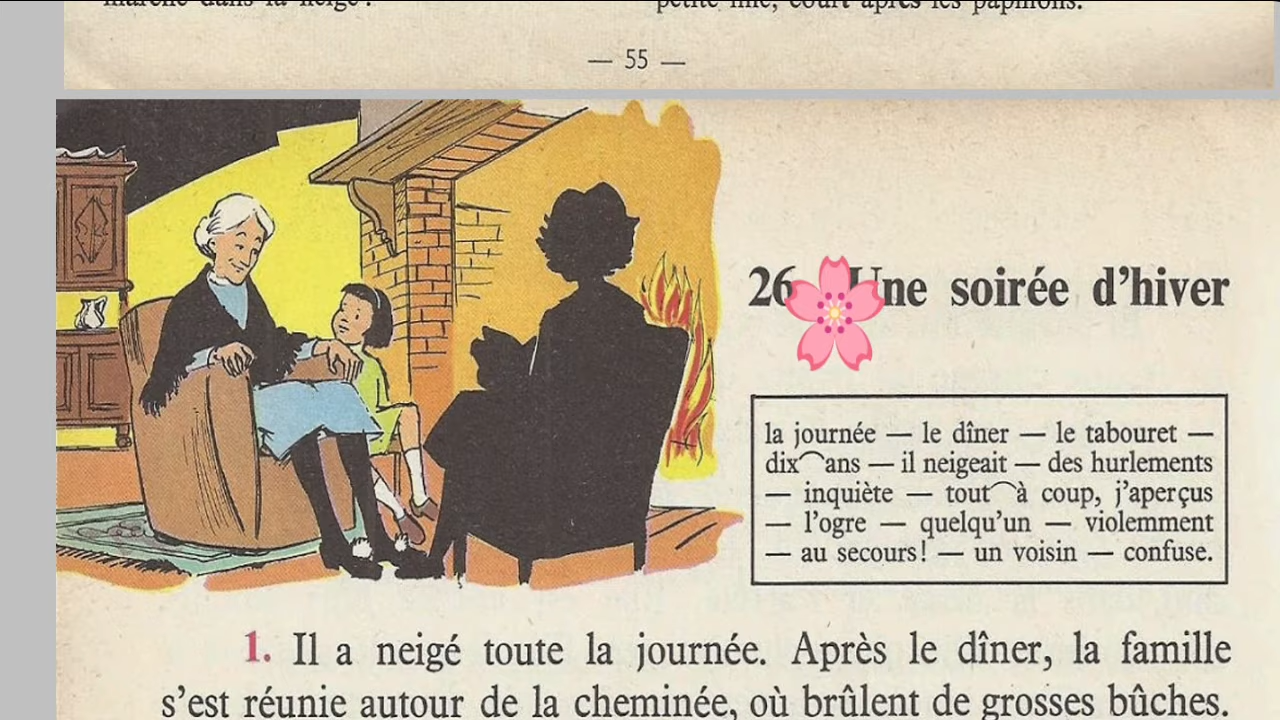 — 55 —
26 Une soirée d’hiver
la journée — le dîner — le tabouret —
dix‿ans — il neigeait — des hurlements
— inquiète — tout‿à coup, j’aperçus
— l’ogre — quelqu’un — violemment
— au secours! — un voisin — confuse.
1. Il a neigé toute la journée. Après le dîner, la famille
s’est réunie autour de la cheminée, où brûlent de grosses bûches.